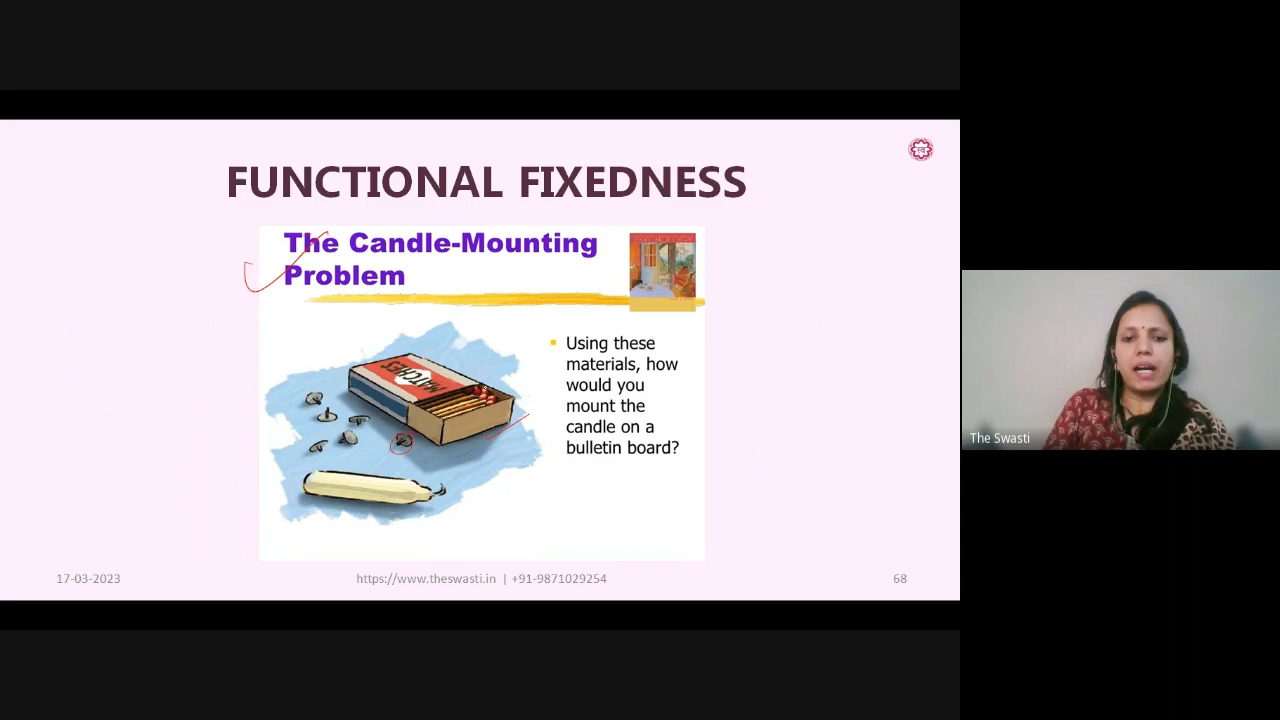 FUNCTIONAL FIXEDNESS
The Candle-Mounting
Problem
MATCHES
Using these
materials, how
would you
mount the
candle on a
bulletin board?
17-03-2023
https://www.theswasti.in | +91-9871029254
68
The Swasti